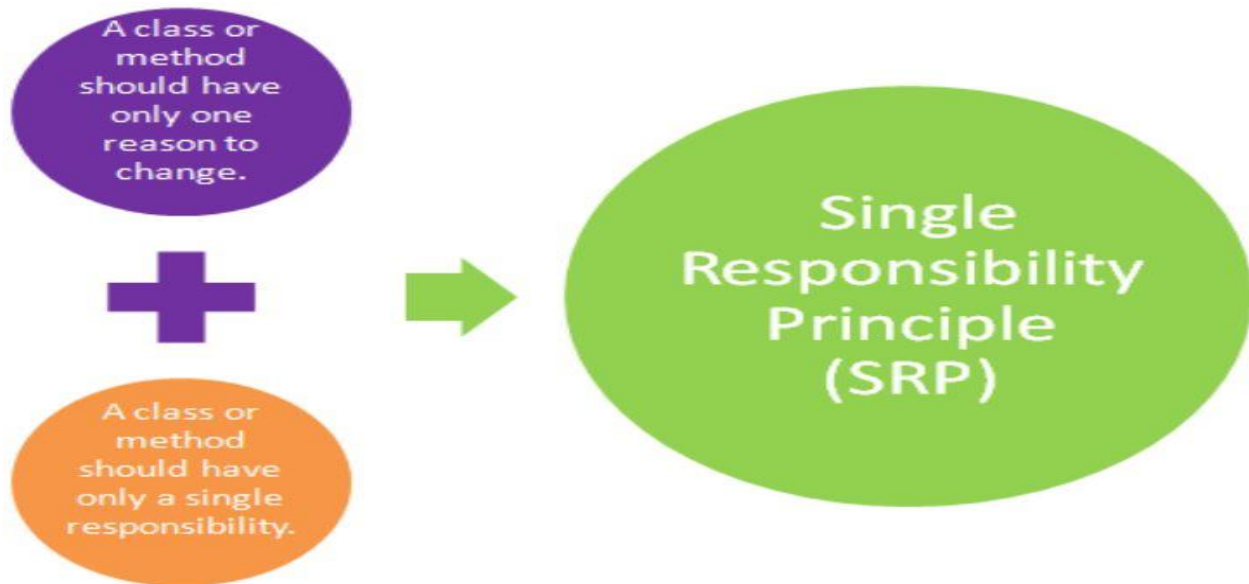 A class or
method
should have
only one
reason to
change.
A class or
method
should have
only a single
responsibility.
Single
Responsibility
Principle
(SRP)